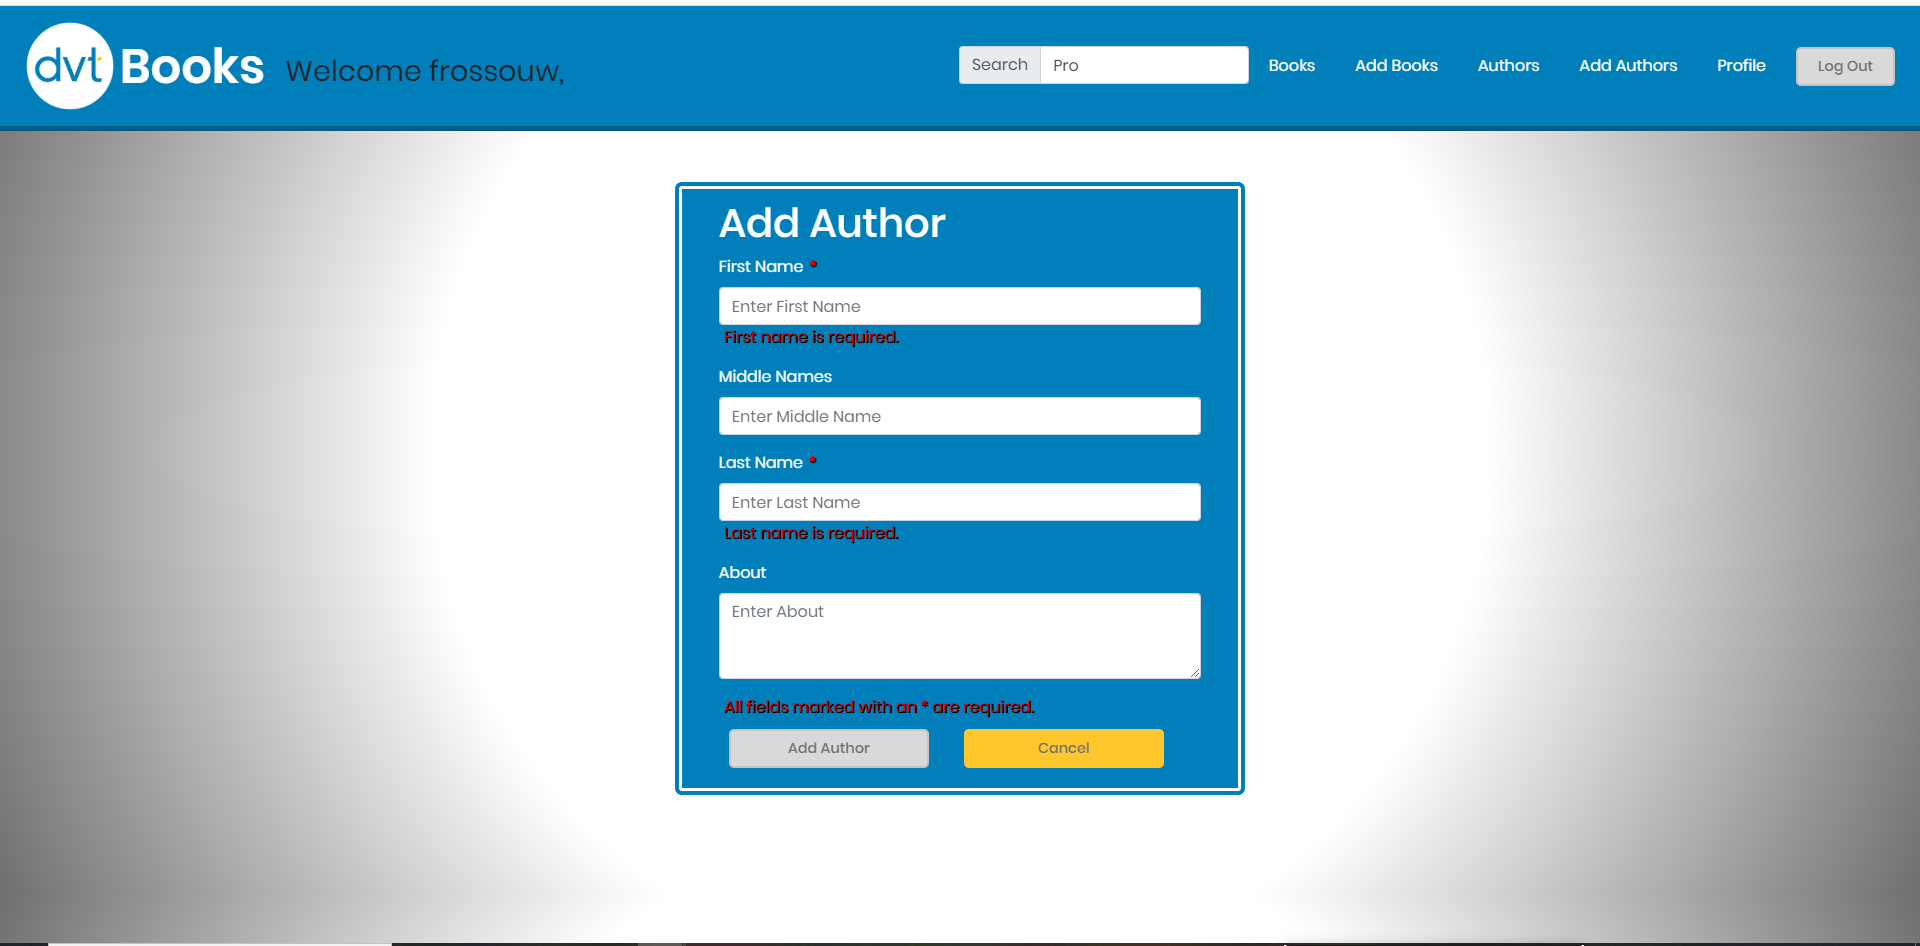 dvt Books Welcome frossouw, Search Pro Books Add Books Authors Add Authors Profile Log Out
Add Author
First Name *
Enter First Name
First name is required.
Middle Names
Enter Middle Name
Last Name *
Enter Last Name
Last name is required.
About
Enter About
All fields marked with an * are required.
Add Author Cancel